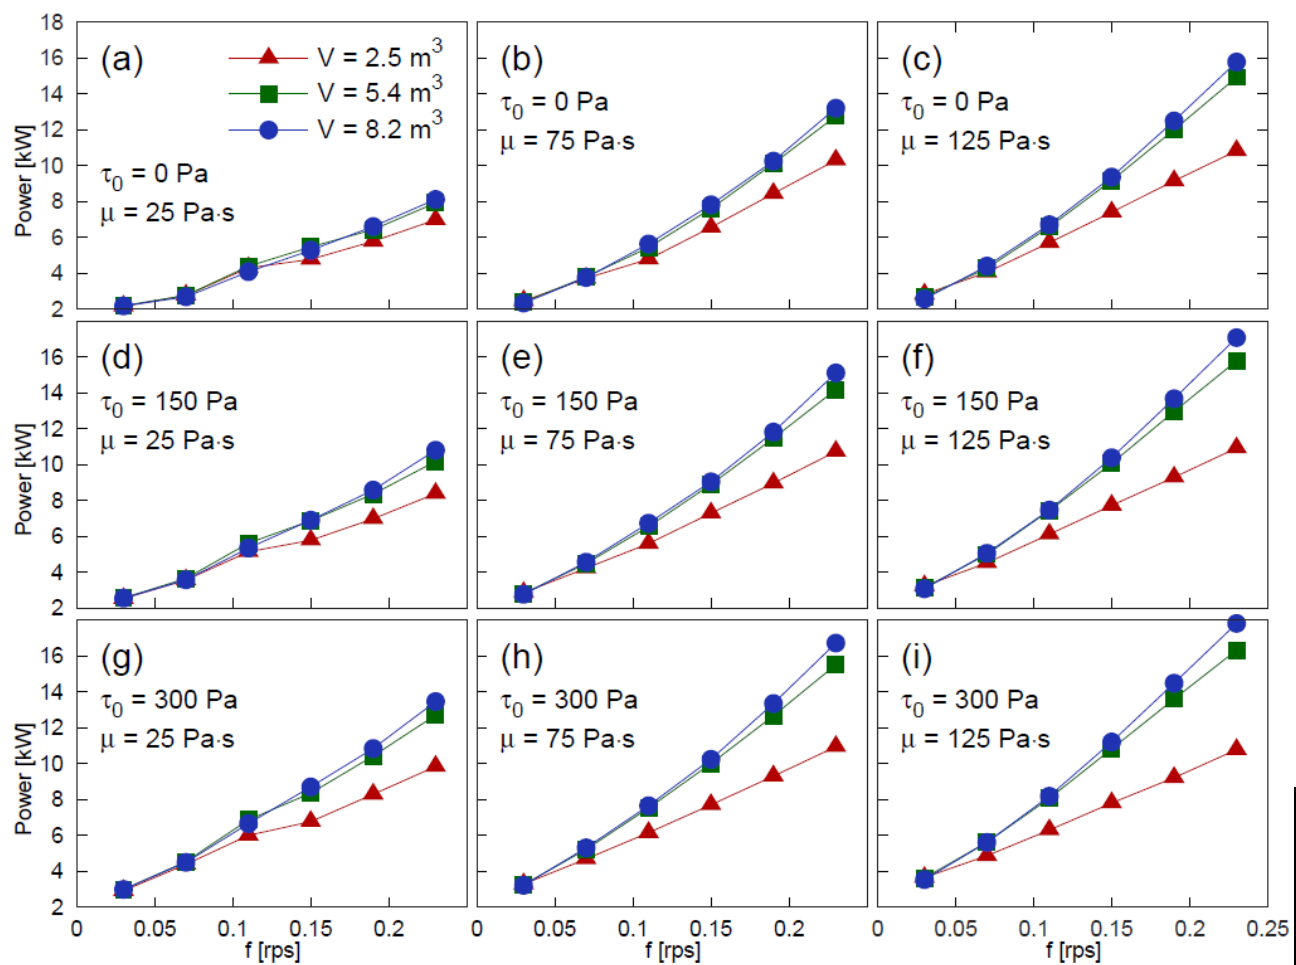 18
16
14
12
10
8
6
4
2
Power [kW]
(a)
V = 2.5 m³
V = 5.4 m³
V = 8.2 m³
τ₀ = 0 Pa
μ = 25 Pa·s
(b)
τ₀ = 0 Pa
μ = 75 Pa·s
(c)
τ₀ = 0 Pa
μ = 125 Pa·s
16
14
12
10
8
6
4
2
Power [kW]
(d)
τ₀ = 150 Pa
μ = 25 Pa·s
(e)
τ₀ = 150 Pa
μ = 75 Pa·s
(f)
τ₀ = 150 Pa
μ = 125 Pa·s
16
14
12
10
8
6
4
2
Power [kW]
(g)
τ₀ = 300 Pa
μ = 25 Pa·s
(h)
τ₀ = 300 Pa
μ = 75 Pa·s
(i)
τ₀ = 300 Pa
μ = 125 Pa·s
0 0.05 0.1 0.15 0.2
f [rps]
0 0.05 0.1 0.15 0.2
f [rps]
0 0.05 0.1 0.15 0.2 0.25
f [rps]